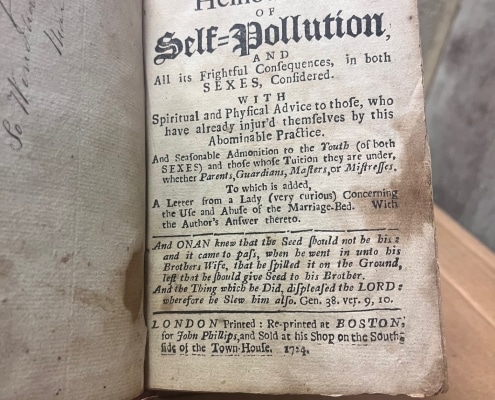 OF
Self=Pollution,
AND
All its Frightful Consequences, in both
SEXES, Considered.
WITH
Spiritual and Physical Advice to those, who
have already injur'd themselves by this
Abominable Practice.
And Seasonable Admonition to the Youth (of both
SEXES) and those whose Tuition they are under,
whether Parents, Guardians, Masters, or Mistresses.
To which is added,
A Letter from a Lady (very curious) Concerning
the Use and Abuse of the Marriage-Bed. With
the Author's Answer thereto.
And ONAN knew that the Seed should not be his:
and it came to pass, when he went in unto his
Brothers Wife, that he spilled it on the Ground,
lest that he should give Seed to his Brother.
And the Thing which he Did, displeased the LORD:
wherefore he Slew him also. Gen. 38. ver. 9, 10.
LONDON Printed: Re-printed at BOSTON,
for John Phillips, and Sold at his Shop on the South-
side of the Town-House. 1724.